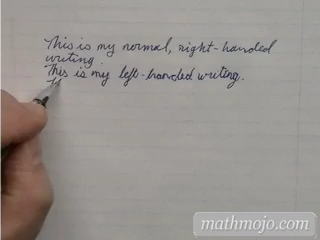 This is my normal, right-handed
writing.
This is my left-handed writing.
mathmojo.com